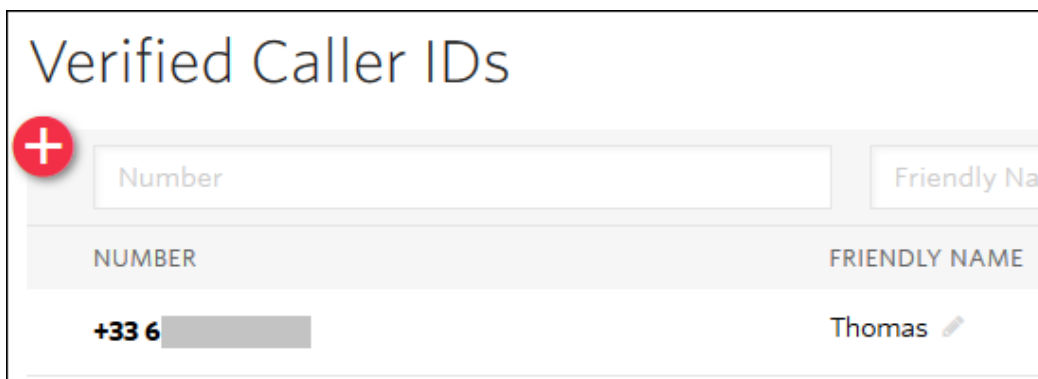 Verified Caller IDs
Number Friendly Na
NUMBER FRIENDLY NAME
+33 6 Thomas